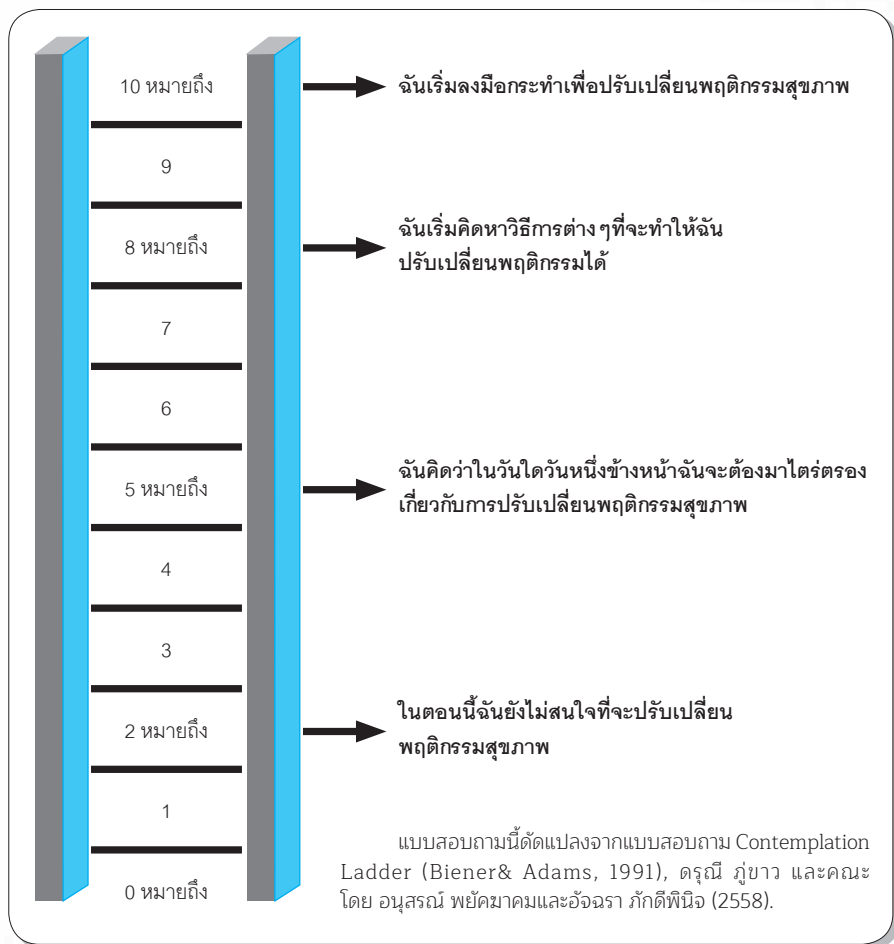 10 หมายถึง
ฉันเริ่มลงมือกระทำเพื่อปรับเปลี่ยนพฤติกรรมสุขภาพ
9
8 หมายถึง
ฉันเริ่มคิดหาวิธีการต่าง ๆที่จะทำให้ฉัน
ปรับเปลี่ยนพฤติกรรมได้
7
6
5 หมายถึง
ฉันคิดว่าในวันใดวันหนึ่งข้างหน้าฉันจะต้องมาไตร่ตรอง
เกี่ยวกับการปรับเปลี่ยนพฤติกรรมสุขภาพ
4
3
2 หมายถึง
ในตอนนี้ฉันยังไม่สนใจที่จะปรับเปลี่ยน
พฤติกรรมสุขภาพ
1
0 หมายถึง
แบบสอบถามนี้ดัดแปลงจากแบบสอบถาม Contemplation
Ladder (Biener& Adams, 1991), ดรุณี ภู่ขาว และคณะ
โดย อนุสรณ์ พยัคฆาคมและอัจฉรา ภักดีพินิจ (2558).